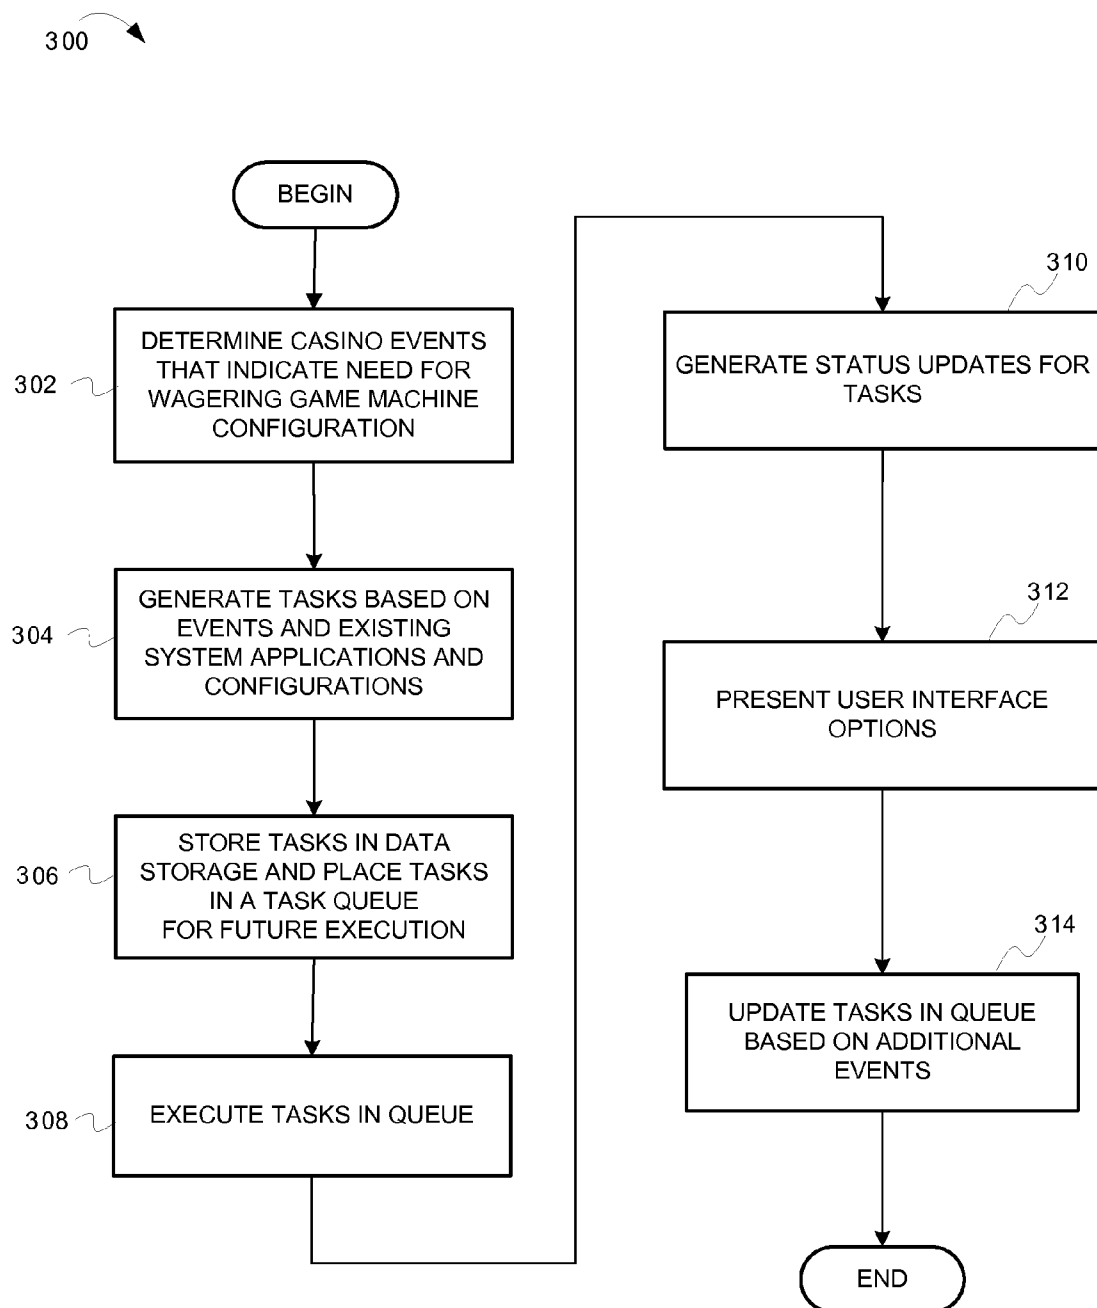 300
BEGIN
302
DETERMINE CASINO EVENTS
THAT INDICATE NEED FOR
WAGERING GAME MACHINE
CONFIGURATION
304
GENERATE TASKS BASED ON
EVENTS AND EXISTING
SYSTEM APPLICATIONS AND
CONFIGURATIONS
306
STORE TASKS IN DATA
STORAGE AND PLACE TASKS
IN A TASK QUEUE
FOR FUTURE EXECUTION
308
EXECUTE TASKS IN QUEUE
310
GENERATE STATUS UPDATES FOR
TASKS
312
PRESENT USER INTERFACE
OPTIONS
314
UPDATE TASKS IN QUEUE
BASED ON ADDITIONAL
EVENTS
END